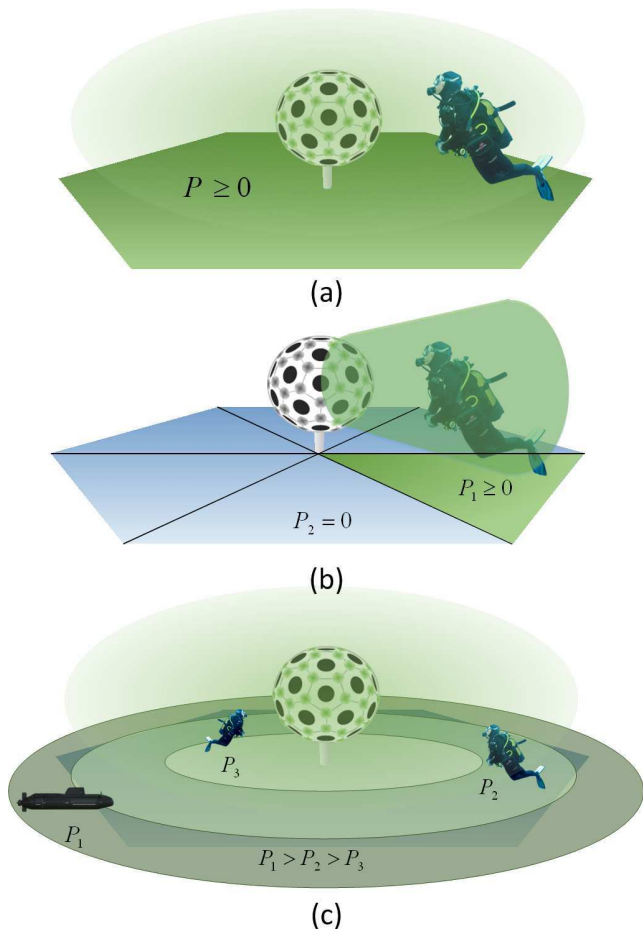 P ≥ 0
(a)
P₁ ≥ 0
P₂ = 0
(b)
P₃
P₂
P₁
P₁ > P₂ > P₃
(c)